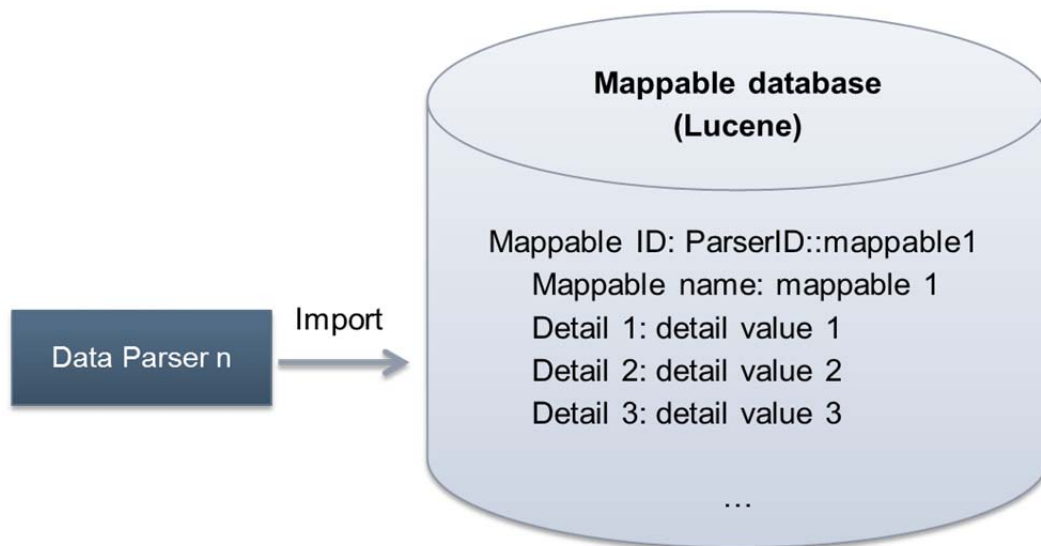 Mappable database
(Lucene)
Mappable ID: ParserID::mappable1
Mappable name: mappable 1
Import
Detail 1: detail value 1
Data Parser n
Detail 2: detail value 2
Detail 3: detail value 3
...